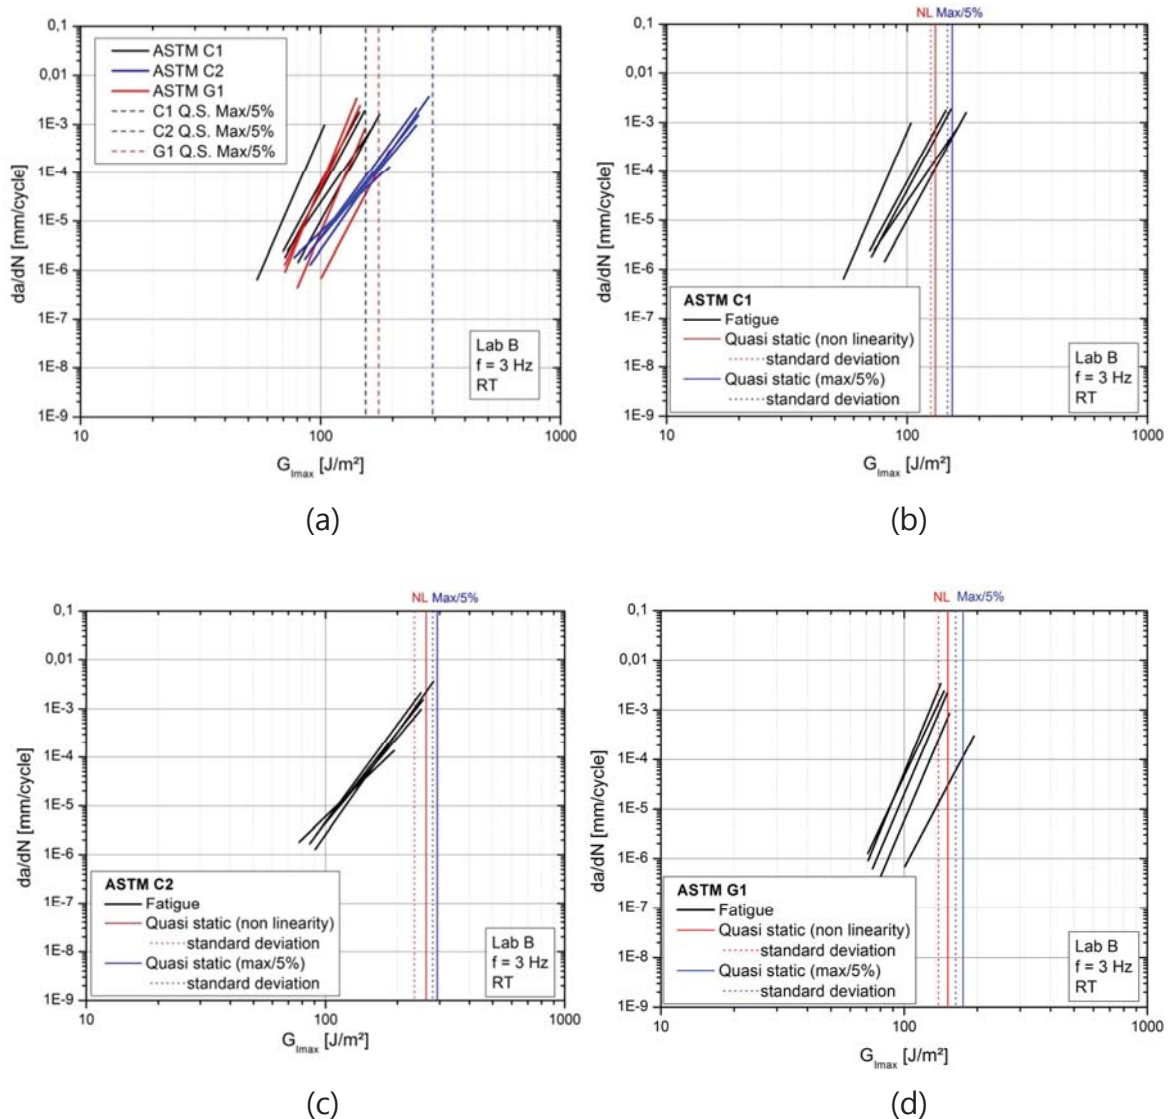 (a)
0,1
0,01
1E-3
1E-4
1E-5
1E-6
1E-7
1E-8
1E-9
da/dN [mm/cycle]
ASTM C1
ASTM C2
ASTM G1
C1 Q.S. Max/5%
C2 Q.S. Max/5%
G1 Q.S. Max/5%
Lab B
f = 3 Hz
RT
10
100
1000
G_Imax [J/m²]
NL Max/5%
0,1
0,01
1E-3
1E-4
1E-5
1E-6
1E-7
1E-8
1E-9
da/dN [mm/cycle]
ASTM C1
Fatigue
Quasi static (non linearity)
standard deviation
Quasi static (max/5%)
standard deviation
Lab B
f = 3 Hz
RT
10
100
1000
G_Imax [J/m²]
(b)
NL Max/5%
0,1
0,01
1E-3
1E-4
1E-5
1E-6
1E-7
1E-8
1E-9
da/dN [mm/cycle]
ASTM C2
Fatigue
Quasi static (non linearity)
standard deviation
Quasi static (max/5%)
standard deviation
Lab B
f = 3 Hz
RT
10
100
1000
G_Imax [J/m²]
(c)
NL Max/5%
0,1
0,01
1E-3
1E-4
1E-5
1E-6
1E-7
1E-8
1E-9
da/dN [mm/cycle]
ASTM G1
Fatigue
Quasi static (non linearity)
standard deviation
Quasi static (max/5%)
standard deviation
Lab B
f = 3 Hz
RT
10
100
1000
G_Imax [J/m²]
(d)